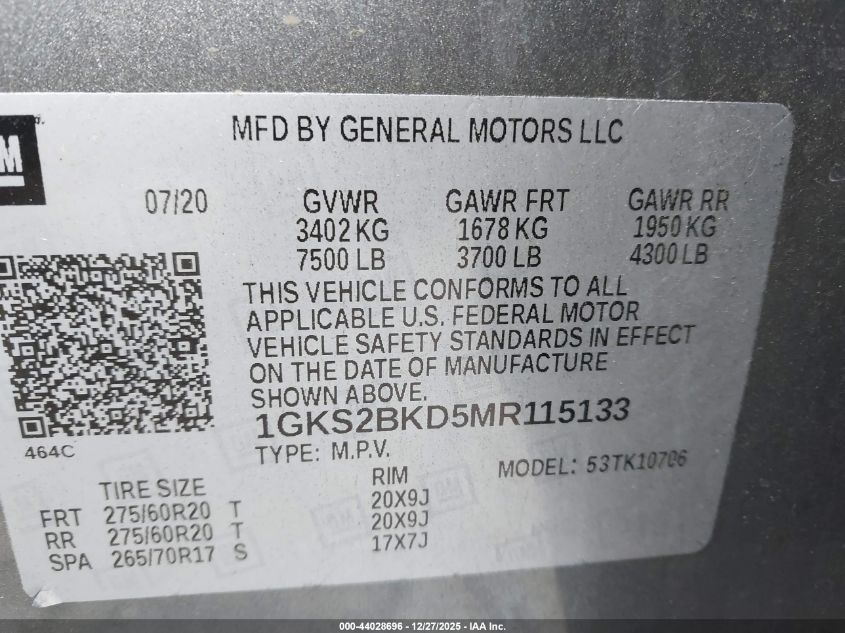 MFD BY GENERAL MOTORS LLC
07/20 GVWR GAWR FRT GAWR RR
3402 KG 1678 KG 1950 KG
7500 LB 3700 LB 4300 LB
THIS VEHICLE CONFORMS TO ALL
APPLICABLE U.S. FEDERAL MOTOR
VEHICLE SAFETY STANDARDS IN EFFECT
ON THE DATE OF MANUFACTURE
SHOWN ABOVE.
1GKS2BKD5MR115133
464C
TYPE: M.P.V. MODEL: 53TK10706
TIRE SIZE RIM
FRT 275/60R20 T 20X9J
RR 275/60R20 T 20X9J
SPA 265/70R17 S 17X7J
000-44028696 - 12/27/2025 - IAA Inc.